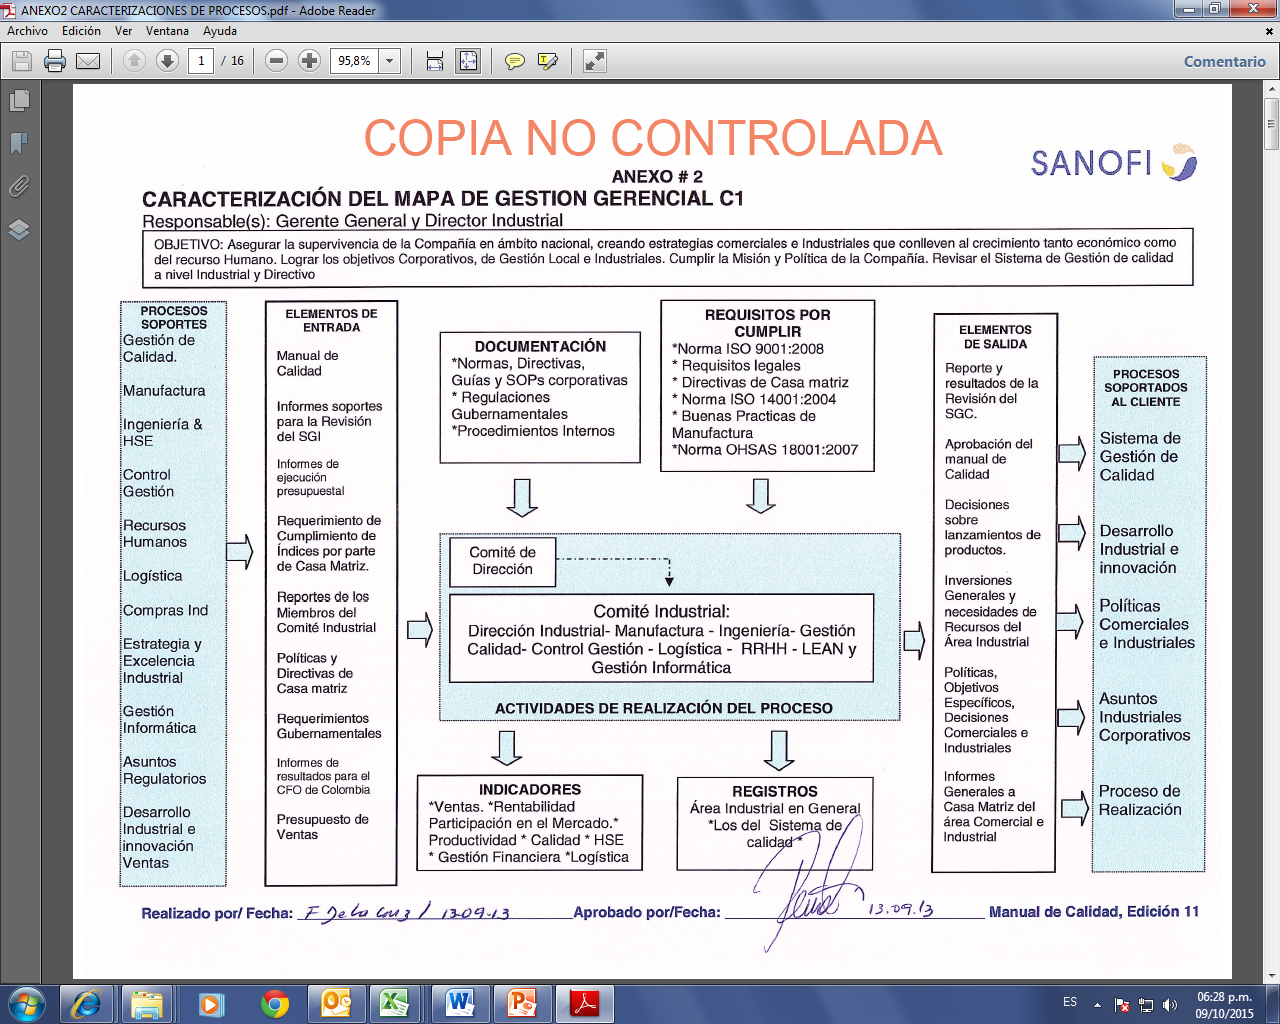 ANEXO2 CARACTERIZACIONES DE PROCESOS.pdf - Adobe Reader
Archivo Edición Ver Ventana Ayuda
1 / 16 95,8% Comentario
COPIA NO CONTROLADA
SANOFI
ANEXO # 2
CARACTERIZACIÓN DEL MAPA DE GESTION GERENCIAL C1
Responsable(s): Gerente General y Director Industrial
OBJETIVO: Asegurar la supervivencia de la Compañía en ámbito nacional, creando estrategias comerciales e Industriales que conlleven al crecimiento tanto económico como
del recurso Humano. Lograr los objetivos Corporativos, de Gestión Local e Industriales. Cumplir la Misión y Política de la Compañía. Revisar el Sistema de Gestión de calidad
a nivel Industrial y Directivo
PROCESOS
SOPORTES
Gestión de
Calidad.
Manufactura
Ingeniería &
HSE
Control
Gestión
Recursos
Humanos
Logística
Compras Ind
Estrategia y
Excelencia
Industrial
Gestión
Informática
Asuntos
Regulatorios
Desarrollo
Industrial e
innovación
Ventas
ELEMENTOS DE
ENTRADA
Manual de
Calidad
Informes soportes
para la Revisión
del SGI
Informes de
ejecución
presupuestal
Requerimiento de
Cumplimiento de
Índices por parte
de Casa Matriz.
Reportes de los
Miembros del
Comité Industrial
Políticas y
Directivas de
Casa matriz
Requerimientos
Gubernamentales
Informes de
resultados para el
CFO de Colombia
Presupuesto de
Ventas
DOCUMENTACIÓN
*Normas, Directivas,
Guías y SOPs corporativas
* Regulaciones
Gubernamentales
*Procedimientos Internos
REQUISITOS POR
CUMPLIR
*Norma ISO 9001:2008
* Requisitos legales
* Directivas de Casa matriz
* Norma ISO 14001:2004
* Buenas Practicas de
Manufactura
*Norma OHSAS 18001:2007
Comité de
Dirección
Comité Industrial:
Dirección Industrial- Manufactura - Ingeniería- Gestión
Calidad- Control Gestión - Logística - RRHH - LEAN y
Gestión Informática
ACTIVIDADES DE REALIZACIÓN DEL PROCESO
INDICADORES
*Ventas. *Rentabilidad
Participación en el Mercado.*
Productividad * Calidad * HSE
* Gestión Financiera *Logística
REGISTROS
Área Industrial en General
*Los del Sistema de
calidad *
ELEMENTOS
DE SALIDA
Reporte y
resultados de la
Revisión del
SGC.
Aprobación del
manual de
Calidad
Decisiones
sobre
lanzamientos de
productos.
Inversiones
Generales y
necesidades de
Recursos del
Área Industrial
Políticas,
Objetivos
Específicos,
Decisiones
Comerciales e
Industriales
Informes
Generales a
Casa Matriz del
área Comercial e
Industrial
PROCESOS
SOPORTADOS
AL CLIENTE
Sistema de
Gestión de
Calidad
Desarrollo
Industrial e
innovación
Políticas
Comerciales
e Industriales
Asuntos
Industriales
Corporativos
Proceso de
Realización
Realizado por/ Fecha: F De La Cruz / 13-09-13 Aprobado por/Fecha: 13.09.13 Manual de Calidad, Edición 11
ES 06:28 p.m.
09/10/2015